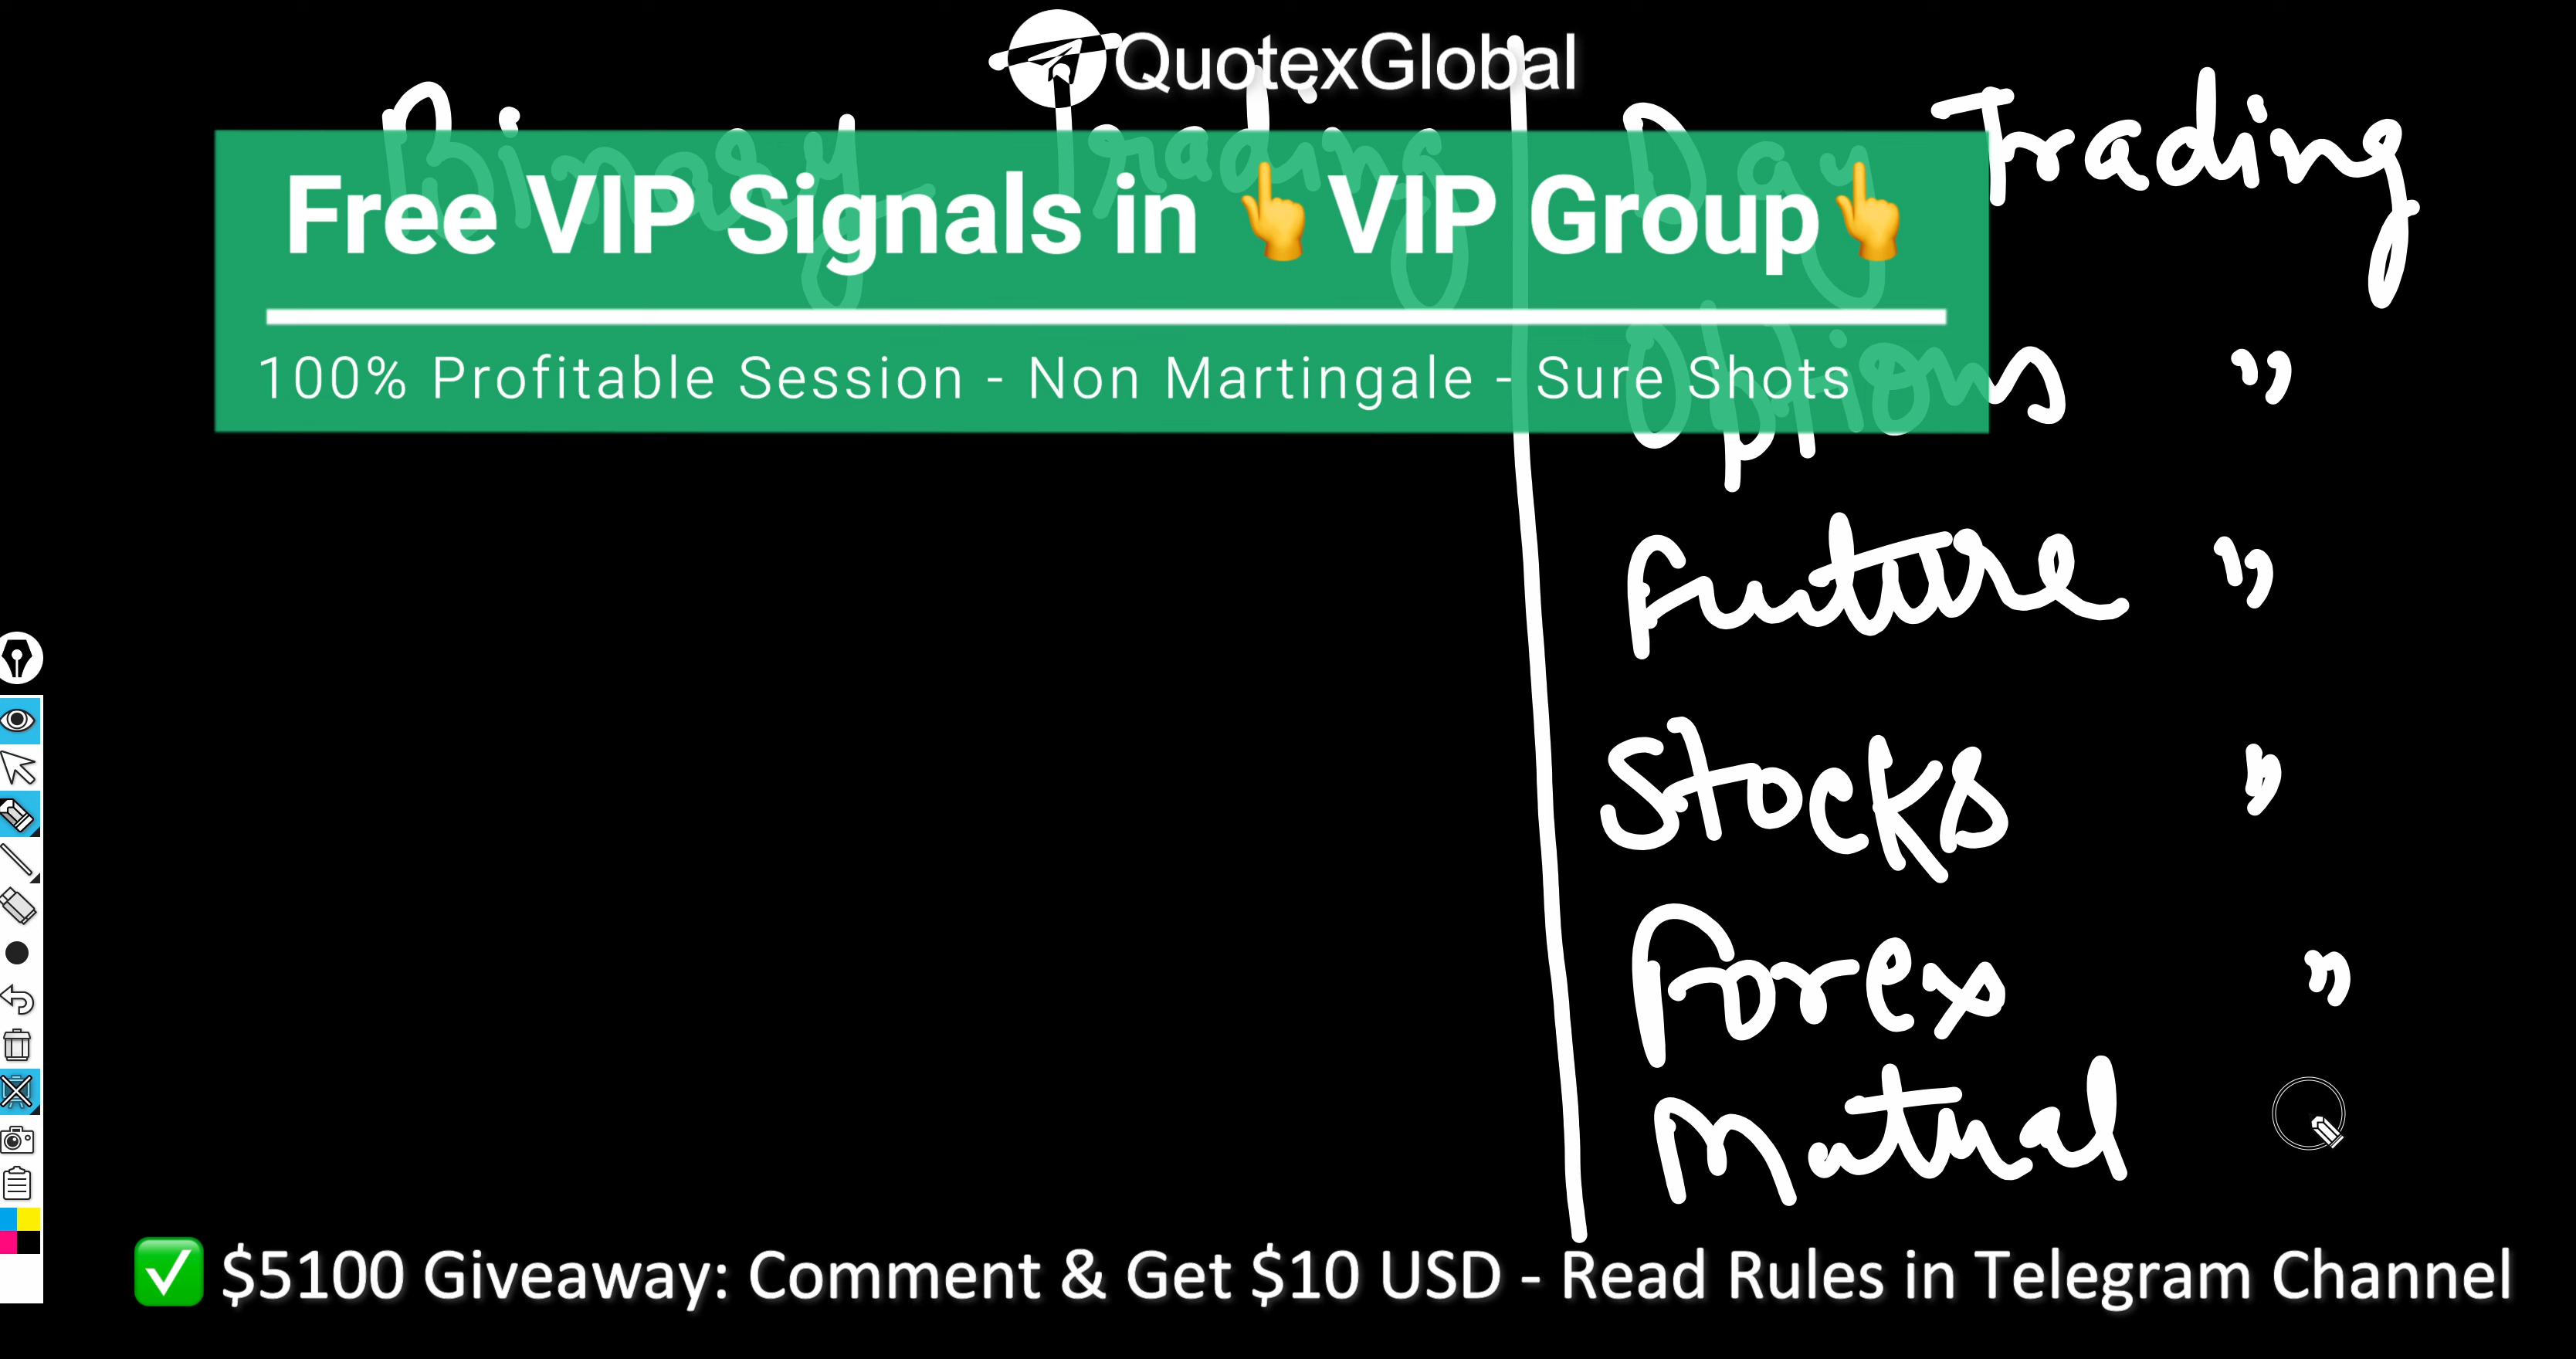 QuotexGlobal
Binary Trading
Day Trading
Free VIP Signals in 👆VIP Group👆
100% Profitable Session - Non Martingale - Sure Shots
Options "
Future "
Stocks "
Forex "
Mutual
✅ $5100 Giveaway: Comment & Get $10 USD - Read Rules in Telegram Channel